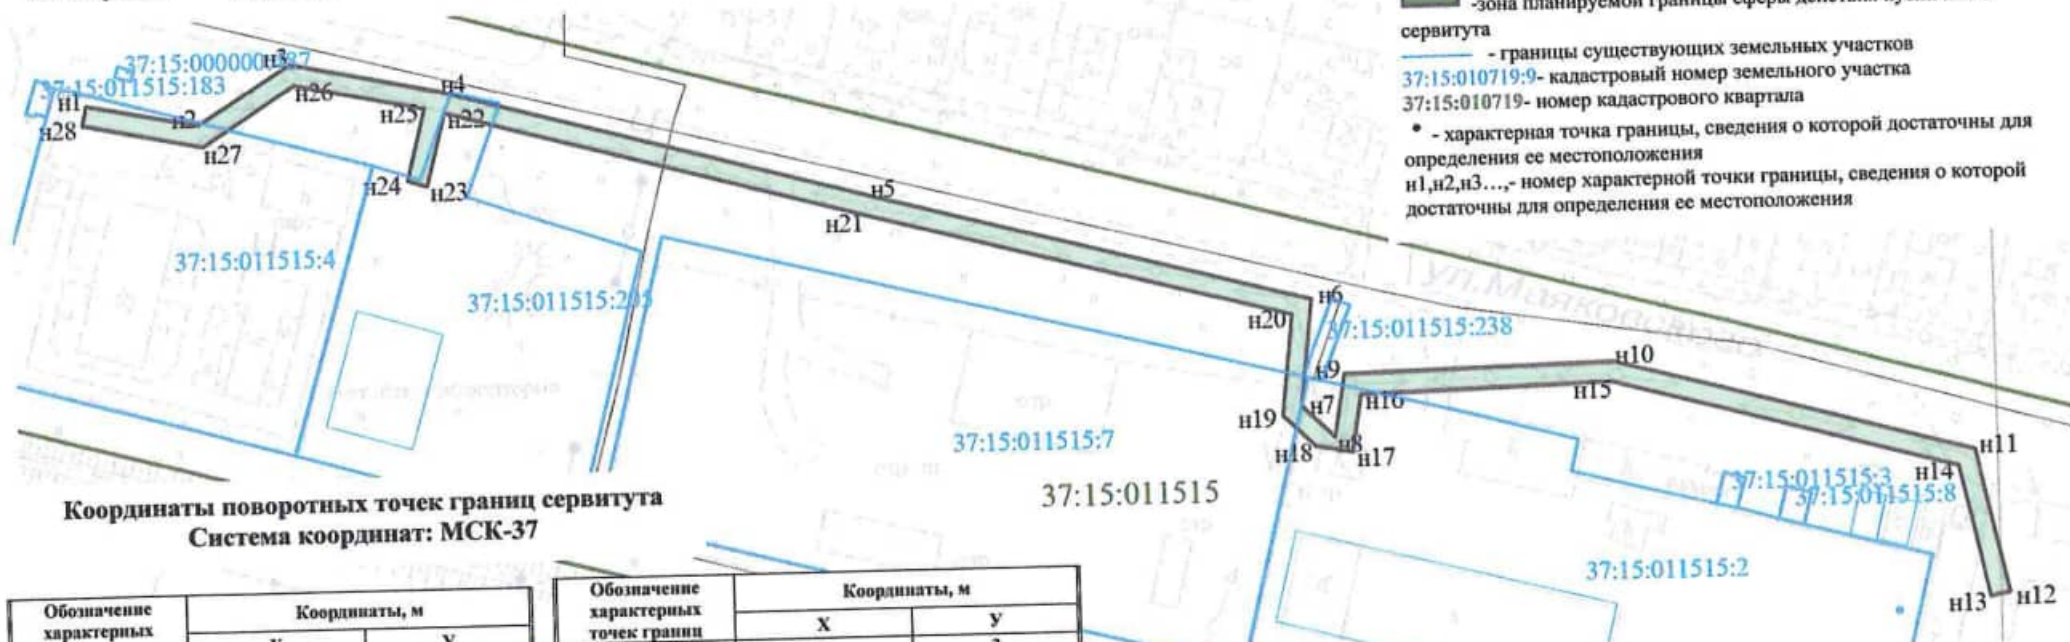 -зона планируемой границы сферы действия
сервитута
- границы существующих земельных участков
37:15:010719:9- кадастровый номер земельного участка
37:15:010719- номер кадастрового квартала
- характерная точка границы, сведения о которой достаточны для
определения ее местоположения
н1,н2,н3...,- номер характерной точки границы, сведения о которой
достаточны для определения ее местоположения
37:15:011515:183
н1
н28
н2
н27
н3
н26
н4
н25
н22
н24
н23
н5
н21
37:15:011515:4
37:15:011515:2
н6
н20
37:15:011515:238
ул.Маяковского
н9
н10
н7
н16
н15
н19
н8
н18
н17
н11
н14
37:15:011515:3
37:15:011515:8
37:15:011515:7
37:15:011515
37:15:011515:2
н13
н12
Координаты поворотных точек границ сервитута
Система координат: МСК-37
Обозначение
характерных
Координаты, м
Обозначение
характерных
точек границ
Координаты, м
Х
У